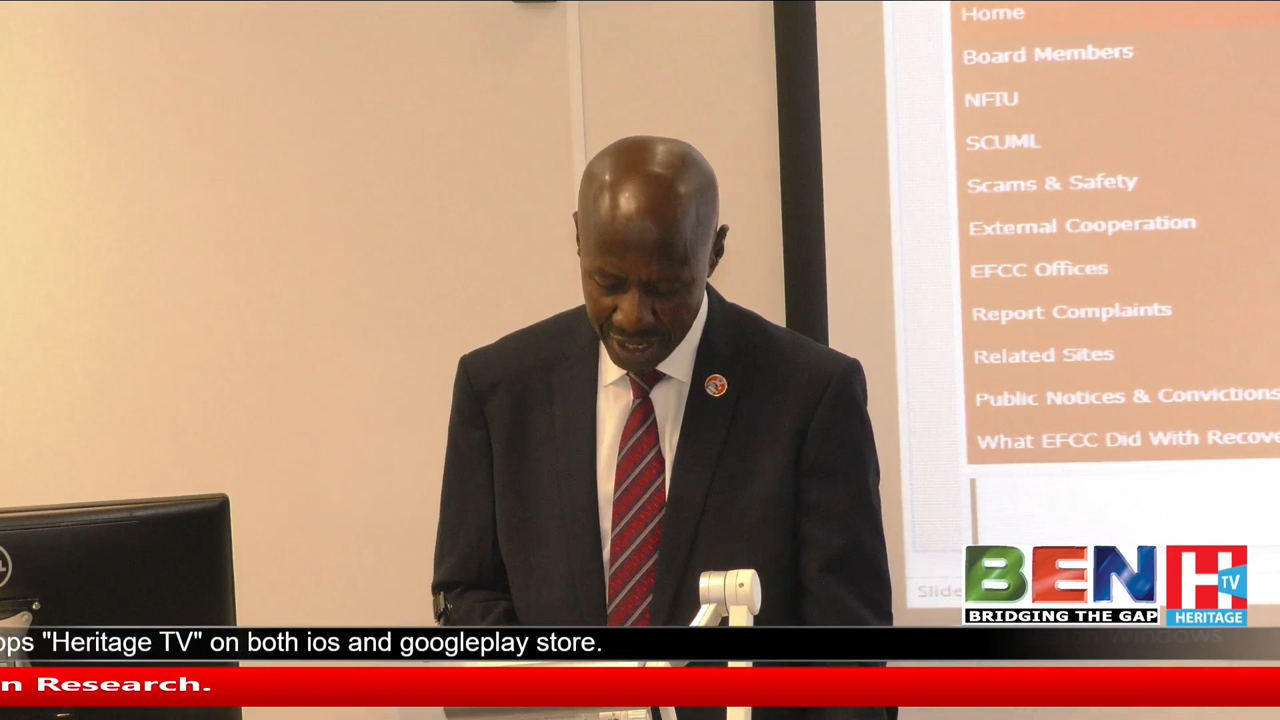 Home
Board Members
NFIU
SCUML
Scams & Safety
External Cooperation
EFCC Offices
Report Complaints
Related Sites
Public Notices & Convictions
What EFCC Did With Recove
Slide
BEN
BRIDGING THE GAP
H
TV
HERITAGE
ops "Heritage TV" on both ios and googleplay store.
n Research.